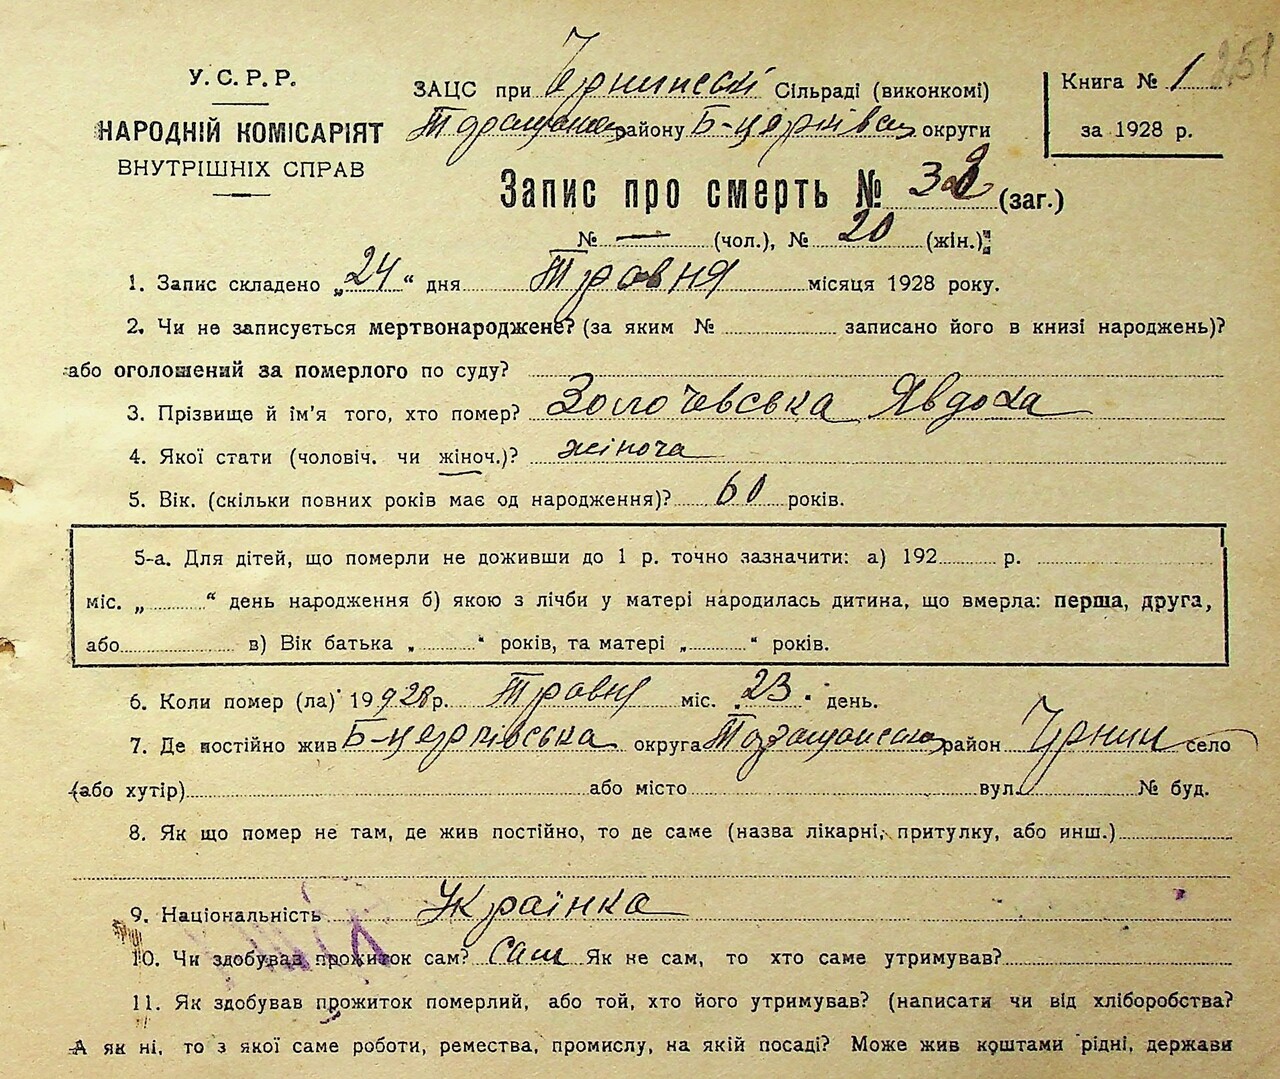 251
У.С.Р.Р.
НАРОДНІЙ КОМІСАРІЯТ
ВНУТРІШНІХ СПРАВ
ЗАЦС при Чернинській Сільраді (виконкомі)
Таращанськ району Б-церківськ округи
Книга № 1
за 1928 р.
Запис про смерть № 39 (заг.)
№ — (чол.), № 20 (жін.)
1. Запис складено „24“ дня Травня місяця 1928 року.
2. Чи не записується мертвонароджене? (за яким № записано його в книзі народжень)?
або оголошений за померлого по суду?
3. Прізвище й ім'я того, хто помер? Золочевська Явдоха
4. Якої стати (чоловіч. чи жіноч.)? жіноча
5. Вік. (скільки повних років має од народження)? 60 років.
5-а. Для дітей, що померли не доживши до 1 р. точно зазначити: а) 192 р.
міс. „ “ день народження б) якою з лічби у матері народилась дитина, що вмерла: перша, друга,
або в) Вік батька „ “ років, та матері „ “ років.
6. Коли помер (ла) 1928 р. Травня міс. „23“ день.
7. Де постійно жив Б-церківська округа Таращанськ район Чернин село
(або хутір) або місто вул. № буд.
8. Як що помер не там, де жив постійно, то де саме (назва лікарні, притулку, або инш.)
9. Національність Українка
10. Чи здобував прожиток сам? сам Як не сам, то хто саме утримував?
11. Як здобував прожиток померлий, або той, хто його утримував? (написати чи від хліборобства?
А як ні, то з якої саме роботи, ремества, промислу, на якій посаді? Може жив коштами рідні, держави